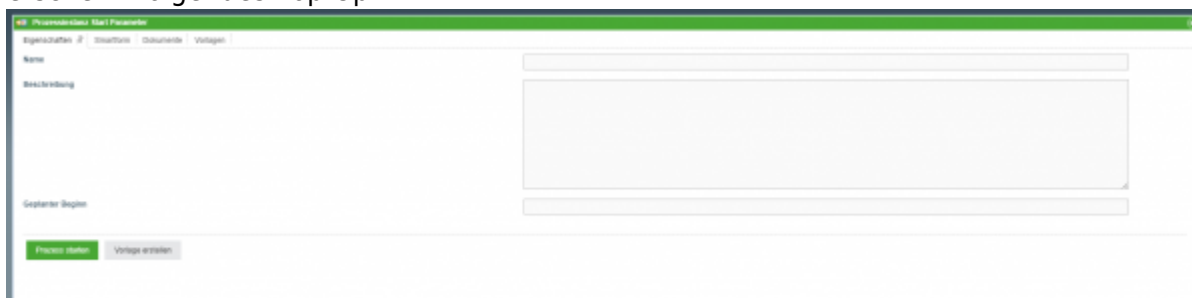 Prozessinstanz Start Parameter
Eigenschaften Smartform Dokumente Vorlagen
Name
Beschreibung
Geplanter Beginn
Prozess starten Vorlage erstellen